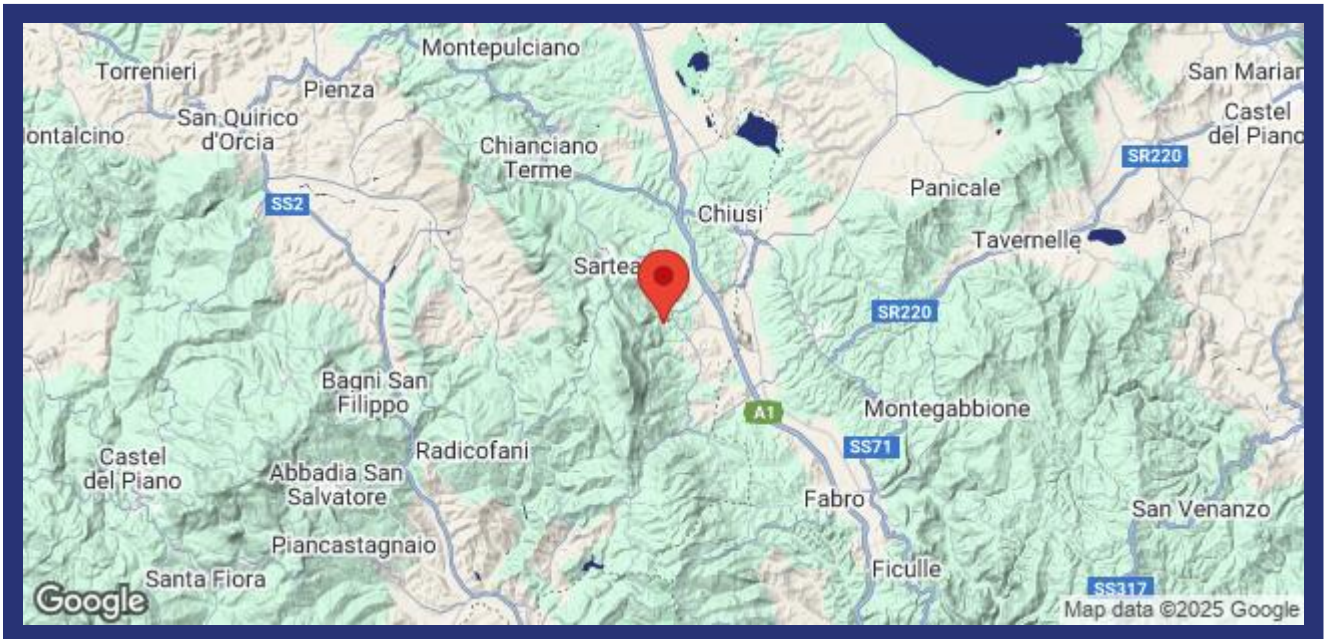 Montepulciano
Torrenieri
Pienza
San Mariar
San Quirico
d'Orcia
Castel
del Piano
ontalcino
Chianciano
Terme
SR220
SS2
Panicale
Chiusi
Tavernelle
Sartea
SR220
Bagni San
Filippo
A1
Montegabbione
SS71
Radicofani
Castel
del Piano
Abbadia San
Salvatore
Fabro
San Venanzo
Piancastagnaio
Ficulle
Santa Fiora
SS317
Google
Map data ©2025 Google